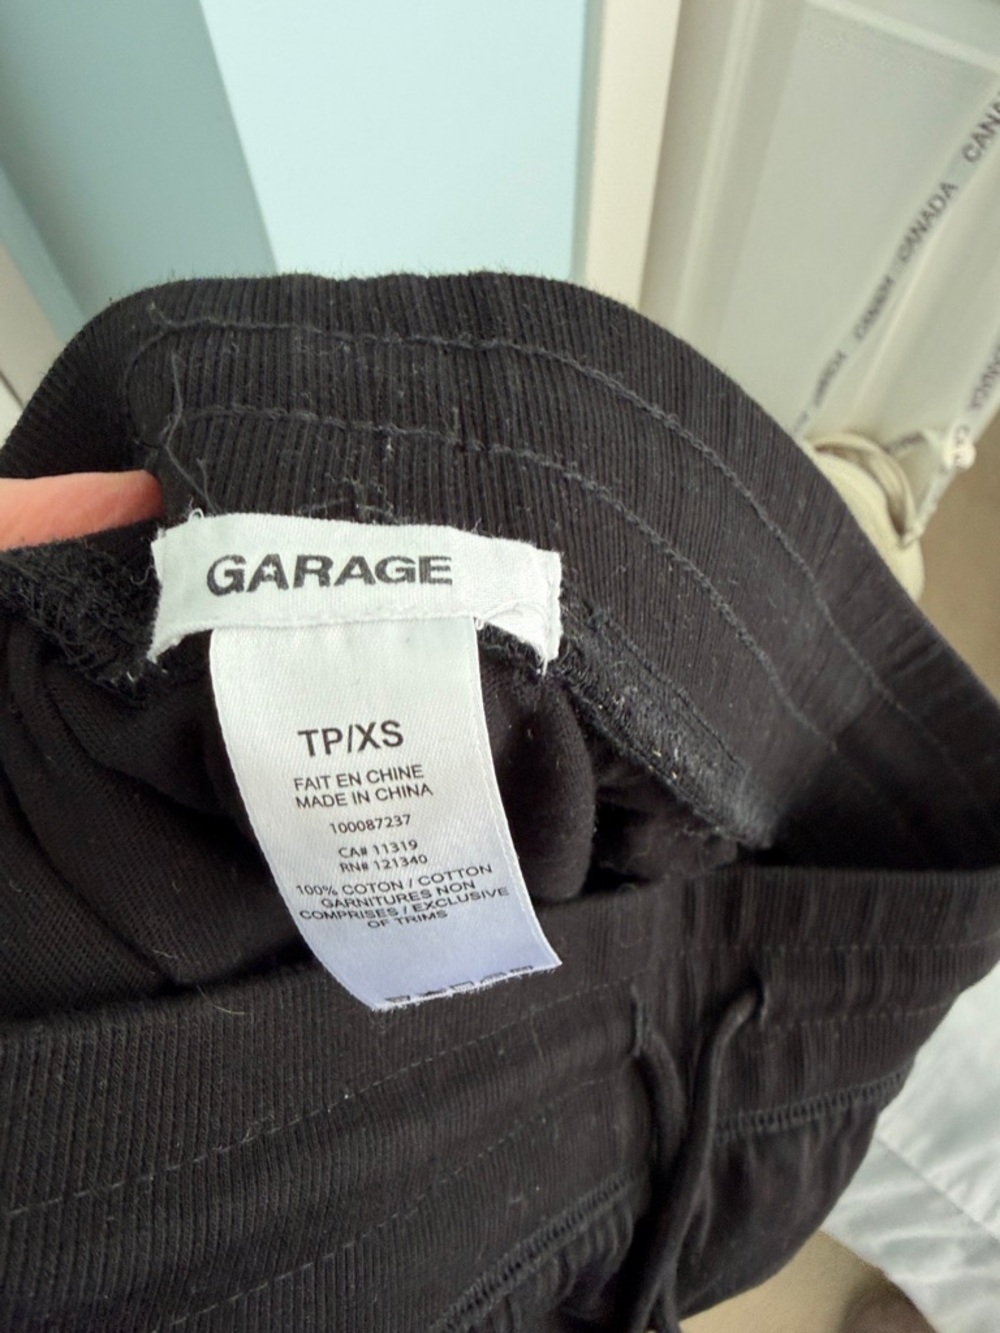 GARAGE
TP/XS
FAIT EN CHINE
MADE IN CHINA
100087237
CA# 11319
RN# 121340
100% COTON / COTTON
GARNITURES NON
COMPRISES / EXCLUSIVE
OF TRIMS
CANADA CANADA CANADA